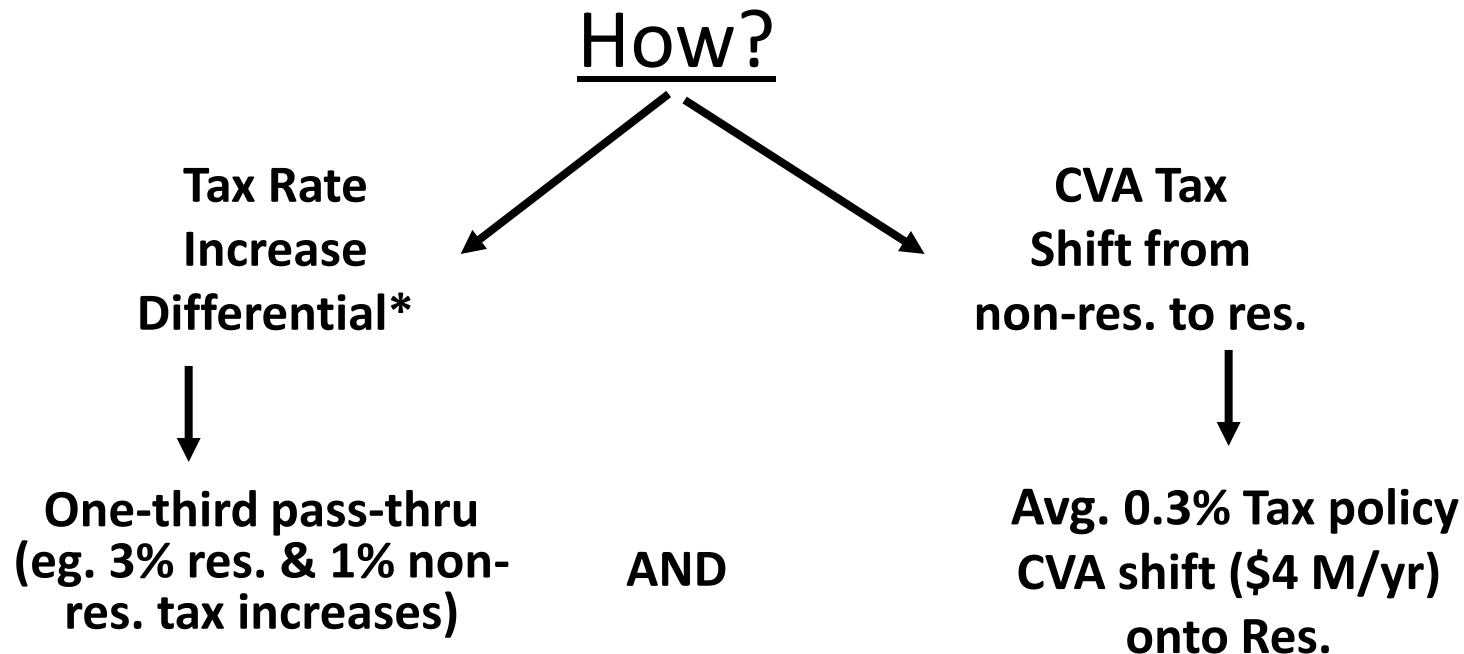 How?
Tax Rate
Increase
Differential*
CVA Tax
Shift from
non-res. to res.
One-third pass-thru
(eg. 3% res. & 1% non-
res. tax increases)
AND
Avg. 0.3% Tax policy
CVA shift ($4 M/yr)
onto Res.